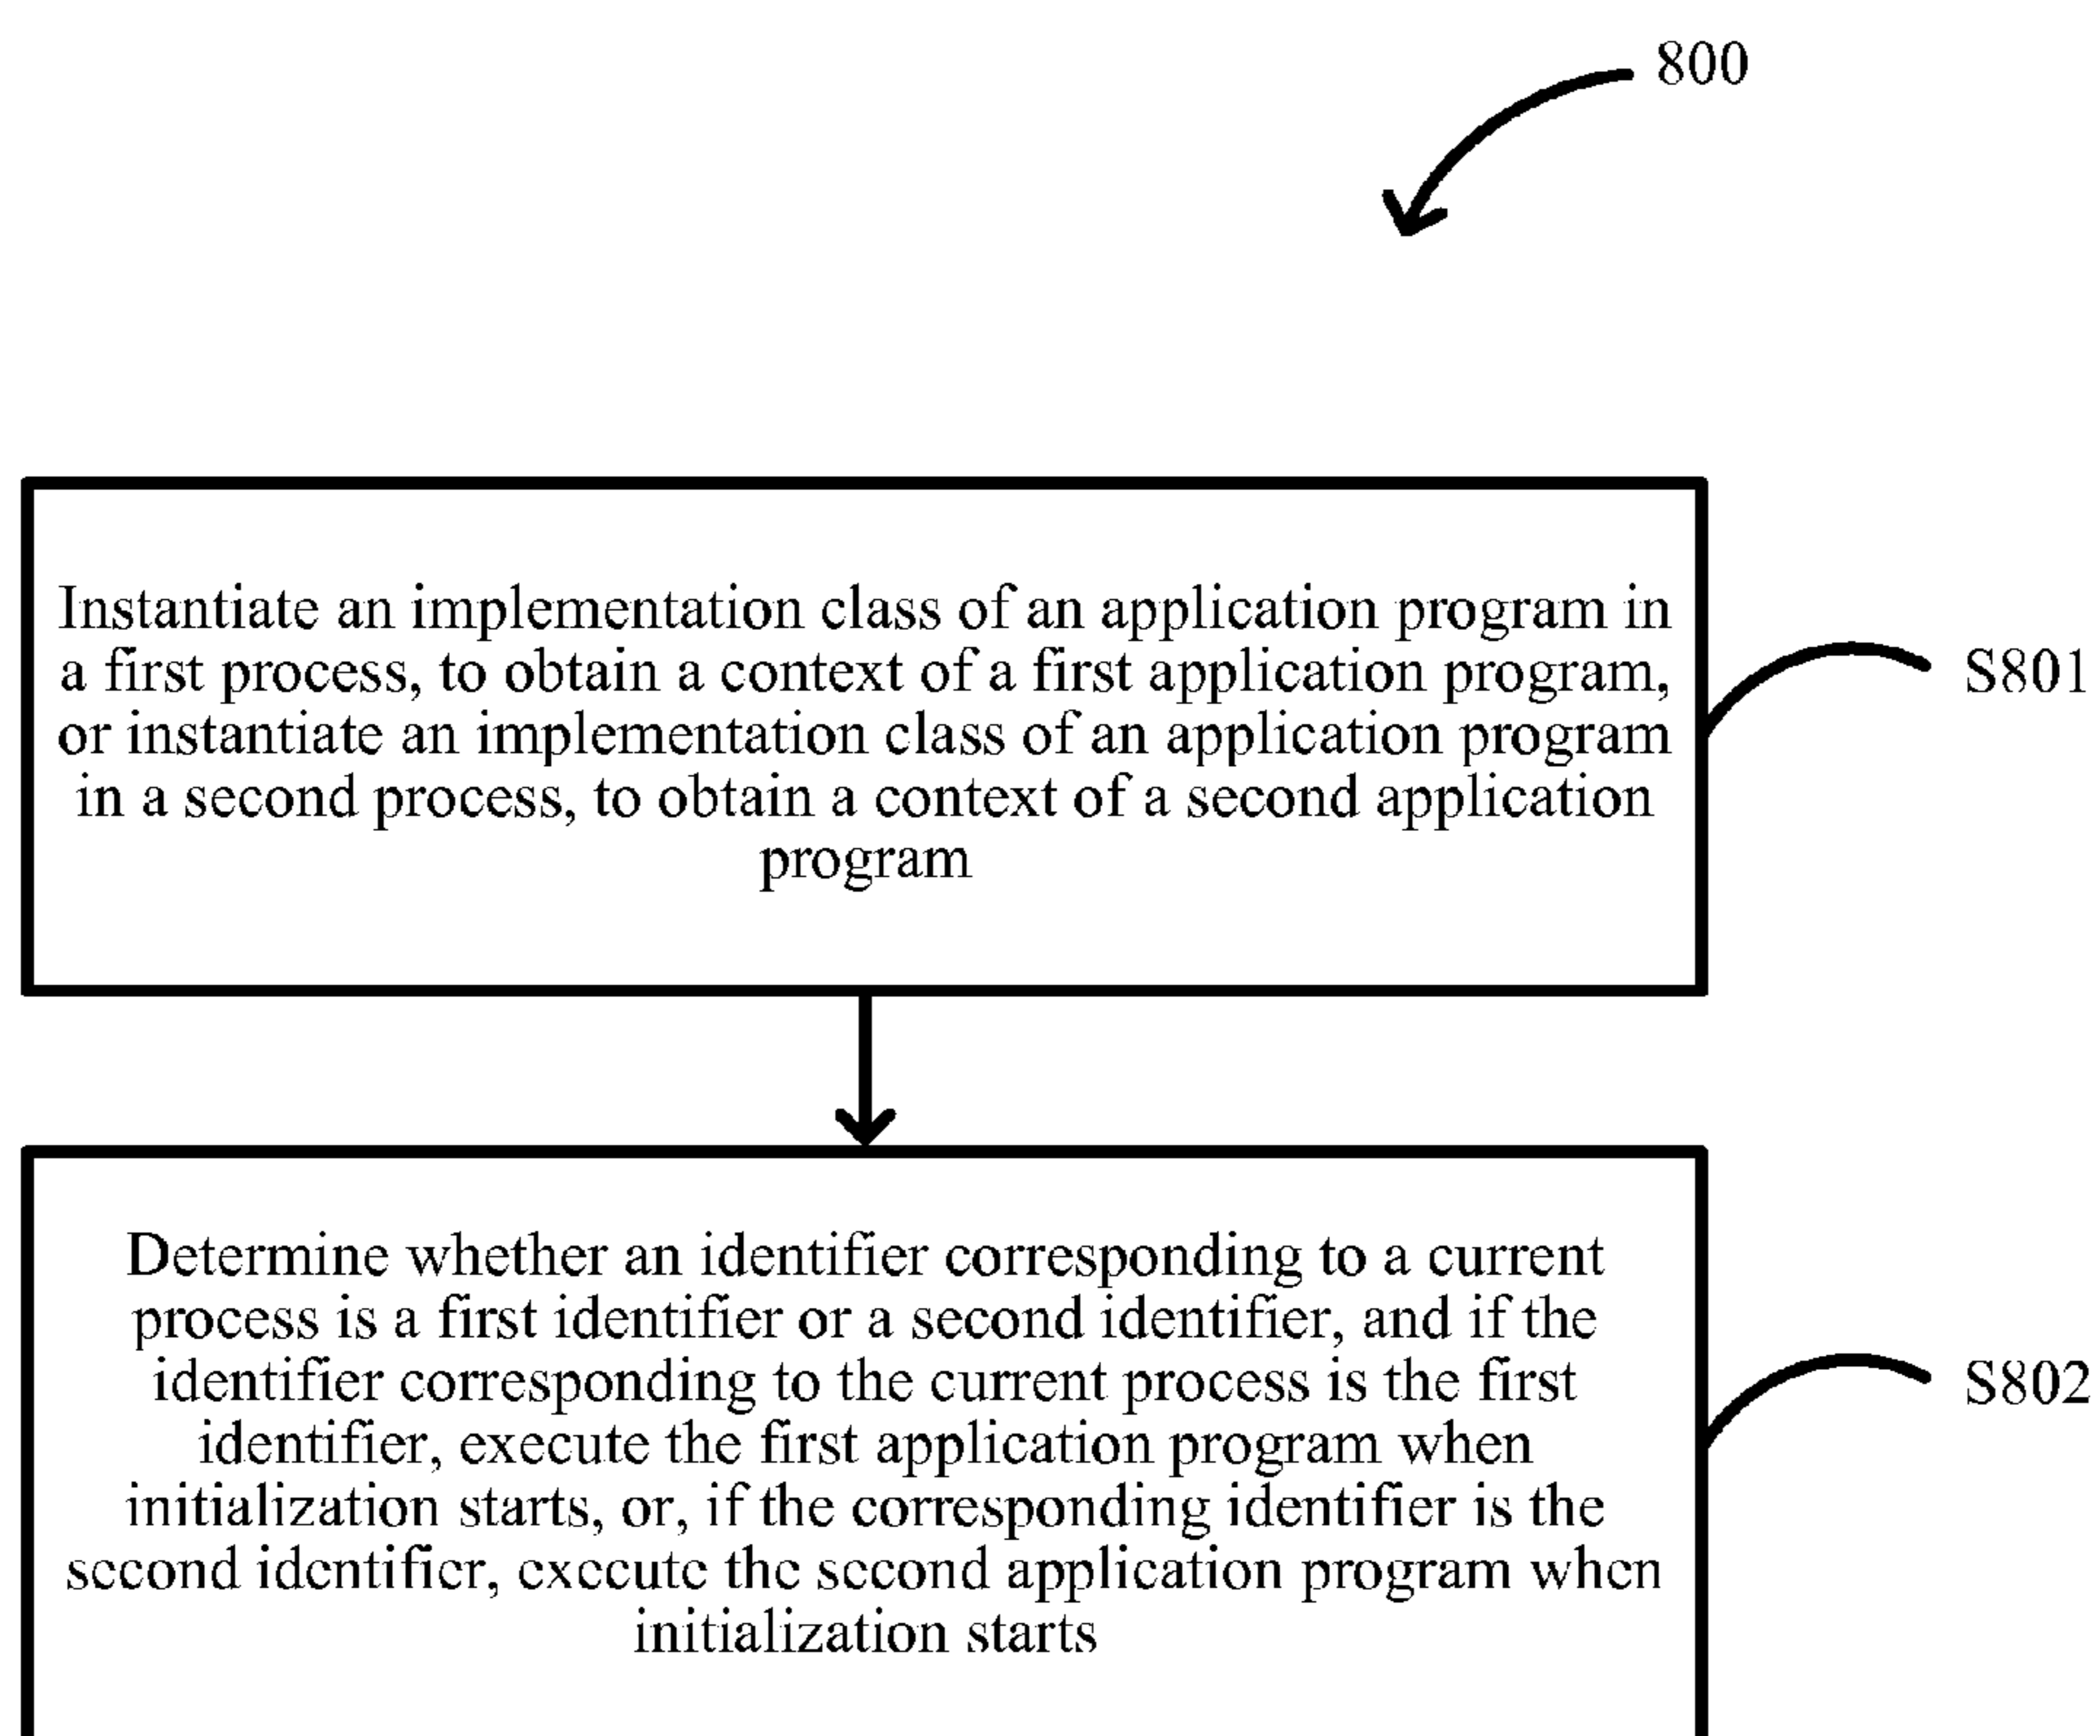 800
Instantiate an implementation class of an application program in
a first process, to obtain a context of a first application program,
or instantiate an implementation class of an application program
in a second process, to obtain a context of a second application
program
S801
Determine whether an identifier corresponding to a current
process is a first identifier or a second identifier, and if the
identifier corresponding to the current process is the first
identifier, execute the first application program when
initialization starts, or, if the corresponding identifier is the
second identifier, execute the second application program when
initialization starts
S802